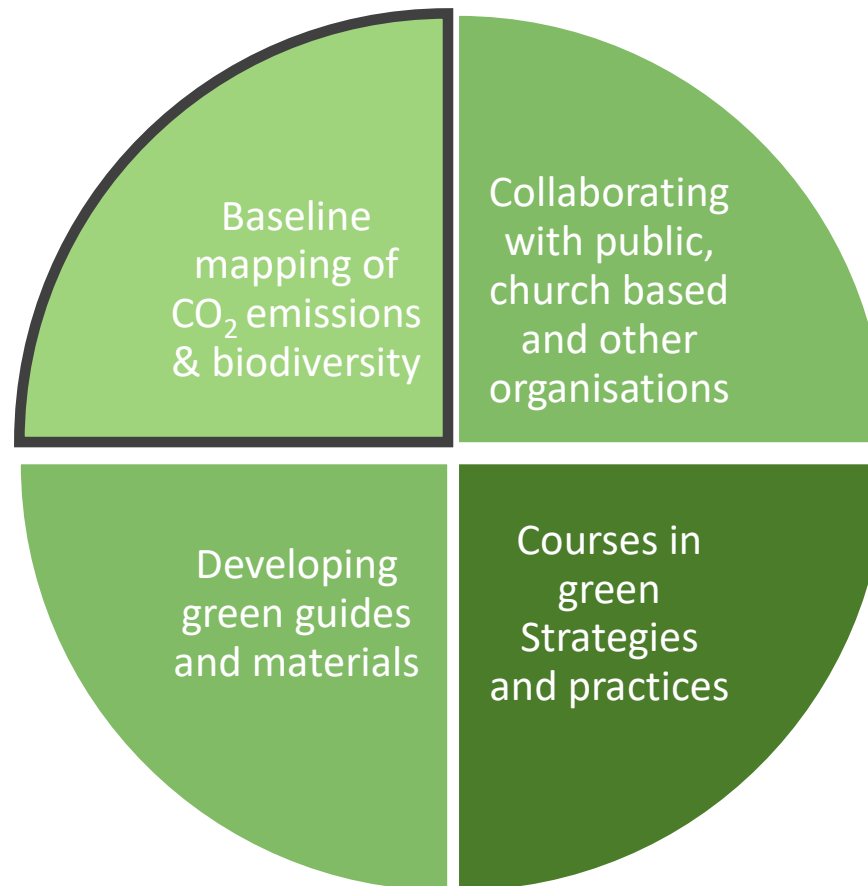 Baseline
mapping of
CO₂ emissions
& biodiversity
Collaborating
with public,
church based
and other
organisations
Developing
green guides
and materials
Courses in
green
Strategies
and practices